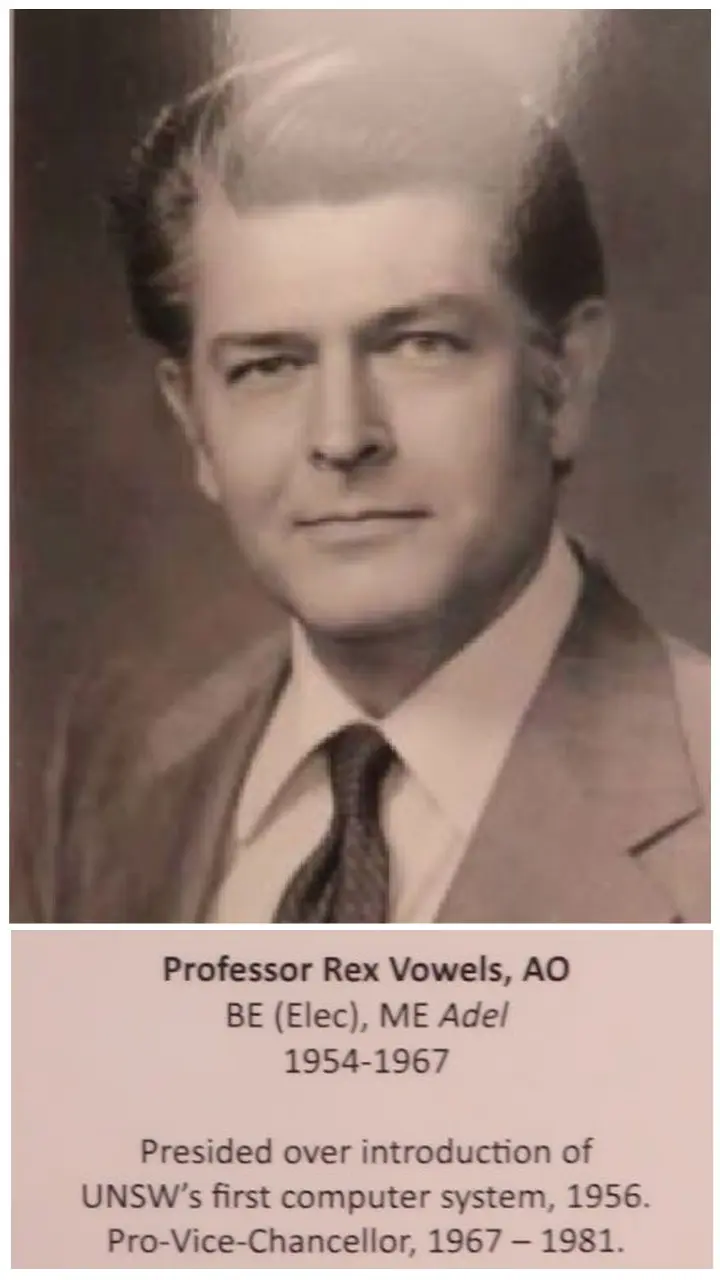 Professor Rex Vowels, AO
BE (Elec), ME Adel
1954-1967
Presided over introduction of
UNSW's first computer system, 1956.
Pro-Vice-Chancellor, 1967 – 1981.